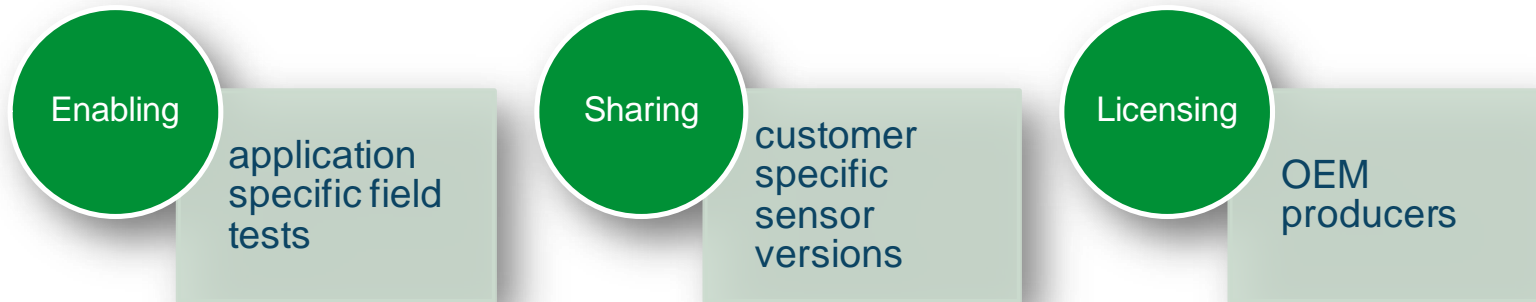 Enabling
application
specific field
tests
Sharing
customer
specific
sensor
versions
Licensing
OEM
producers